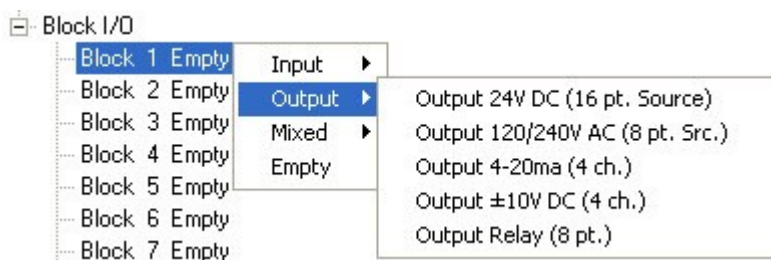 Block I/O
Block 1 Empty
Block 2 Empty
Block 3 Empty
Block 4 Empty
Block 5 Empty
Block 6 Empty
Block 7 Empty
Input
Output
Mixed
Empty
Output 24V DC (16 pt. Source)
Output 120/240V AC (8 pt. Src.)
Output 4-20ma (4 ch.)
Output ±10V DC (4 ch.)
Output Relay (8 pt.)